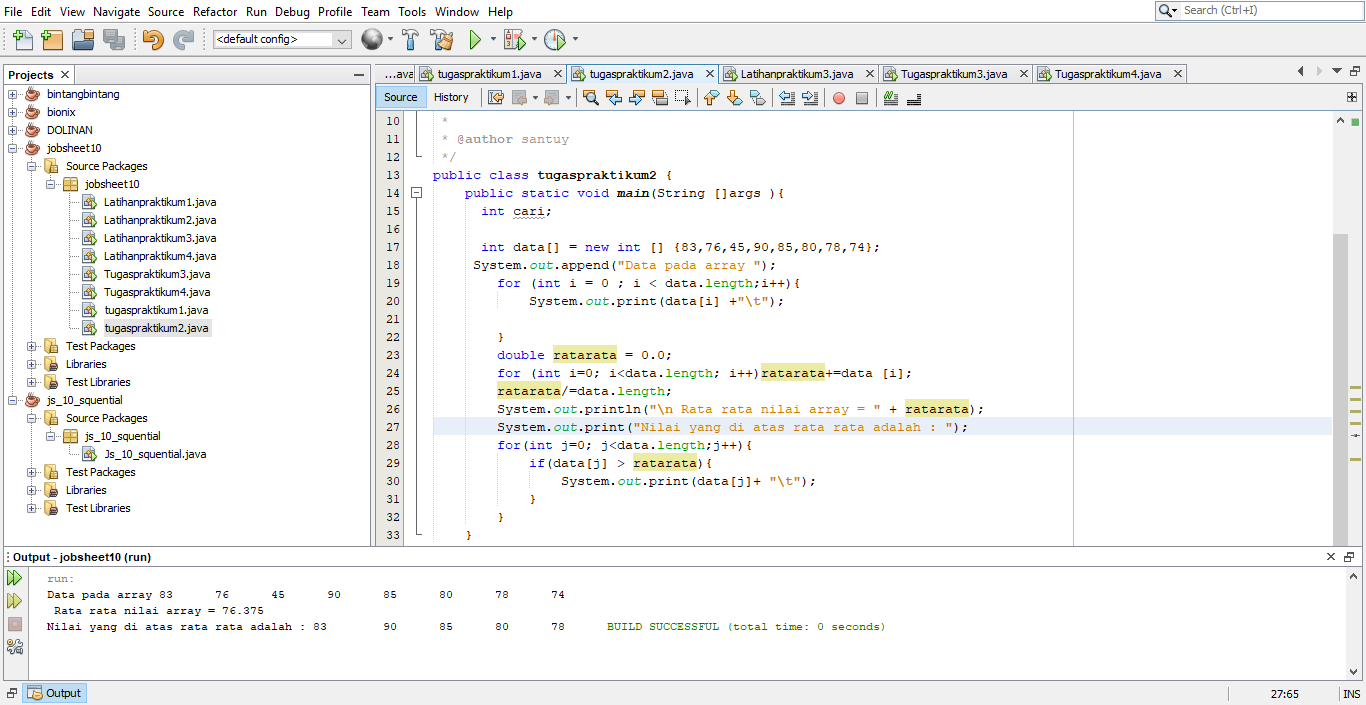 File Edit View Navigate Source Refactor Run Debug Profile Team Tools Window Help
Search (Ctrl+I)
<default config>
Projects
...ava tugaspraktikum1.java tugaspraktikum2.java Latihanpraktikum3.java Tugaspraktikum3.java Tugaspraktikum4.java
Source History
bintangbintang
bionix
DOLINAN
jobsheet10
Source Packages
jobsheet10
Latihanpraktikum1.java
Latihanpraktikum2.java
Latihanpraktikum3.java
Latihanpraktikum4.java
Tugaspraktikum3.java
Tugaspraktikum4.java
tugaspraktikum1.java
tugaspraktikum2.java
Test Packages
Libraries
Test Libraries
js_10_squential
Source Packages
js_10_squential
Js_10_squential.java
Test Packages
Libraries
Test Libraries
10 *
11 * @author santuy
12 */
13 public class tugaspraktikum2 {
14 public static void main(String []args ){
15 int cari;
16
17 int data[] = new int [] {83,76,45,90,85,80,78,74};
18 System.out.append("Data pada array ");
19 for (int i = 0 ; i < data.length;i++){
20 System.out.print(data[i] +"\t");
21
22 }
23 double ratarata = 0.0;
24 for (int i=0; i<data.length; i++)ratarata+=data [i];
25 ratarata/=data.length;
26 System.out.println("\n Rata rata nilai array = " + ratarata);
27 System.out.print("Nilai yang di atas rata rata adalah : ");
28 for(int j=0; j<data.length;j++){
29 if(data[j] > ratarata){
30 System.out.print(data[j]+ "\t");
31 }
32 }
33 }
Output - jobsheet10 (run)
run:
Data pada array 83 76 45 90 85 80 78 74
Rata rata nilai array = 76.375
Nilai yang di atas rata rata adalah : 83 90 85 80 78 BUILD SUCCESSFUL (total time: 0 seconds)
Output
27:65 INS